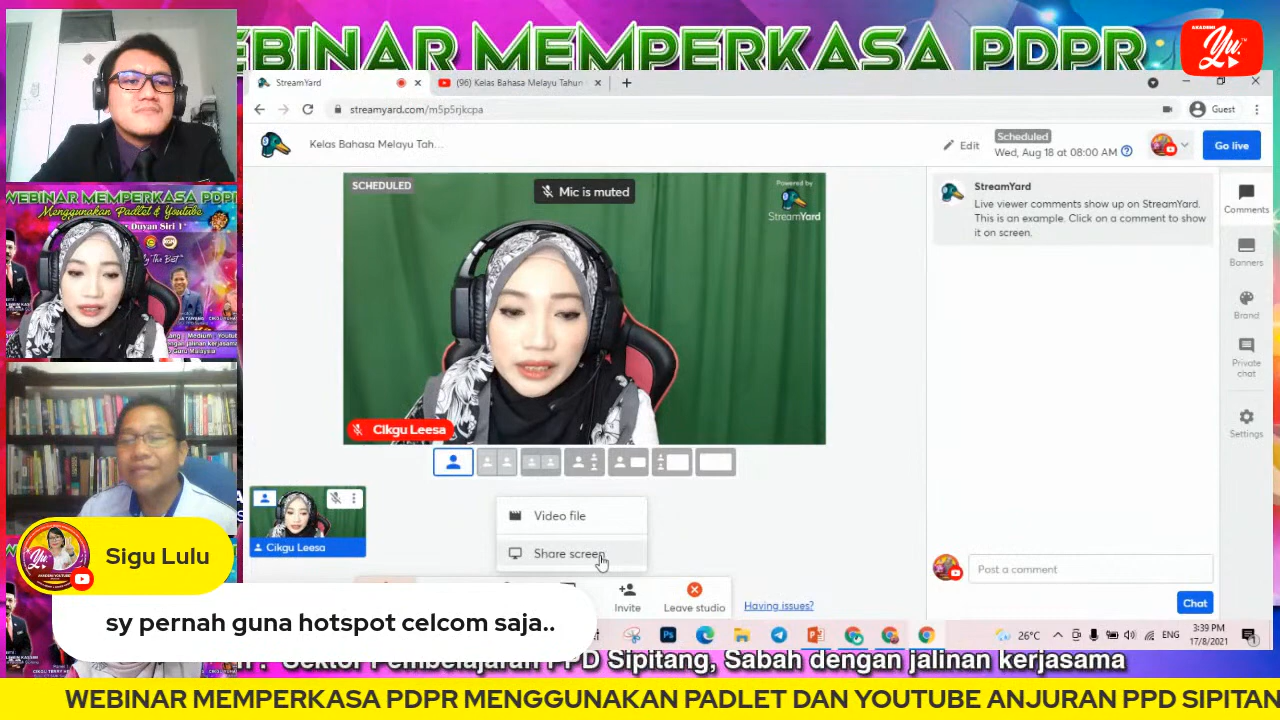 WEBINAR MEMPERKASA PDPR
Yu.
StreamYard
(96) Kelas Bahasa Melayu Tahun
streamyard.com/m5p5rjkcpa
Guest
Kelas Bahasa Melayu Tah...
Edit
Scheduled
Wed, Aug 18 at 08:00 AM
Go live
SCHEDULED
Mic is muted
Powered by
StreamYard
StreamYard
Live viewer comments show up on StreamYard.
This is an example. Click on a comment to show
it on screen.
Comments
Banners
Brand
Private
chat
Settings
WEBINAR MEMPERKASA PDPR
Menggunakan Padlet & Youtube
Cikgu Leesa
Cikgu Leesa
Video file
Share screen
Invite
Leave studio
Having issues?
Post a comment
Chat
Sigu Lulu
sy pernah guna hotspot celcom saja..
26°C
ENG
3:39 PM
17/8/2021
Sektor Pembelajaran PPD Sipitang, Sabah dengan jalinan kerjasama
WEBINAR MEMPERKASA PDPR MENGGUNAKAN PADLET DAN YOUTUBE ANJURAN PPD SIPITAN